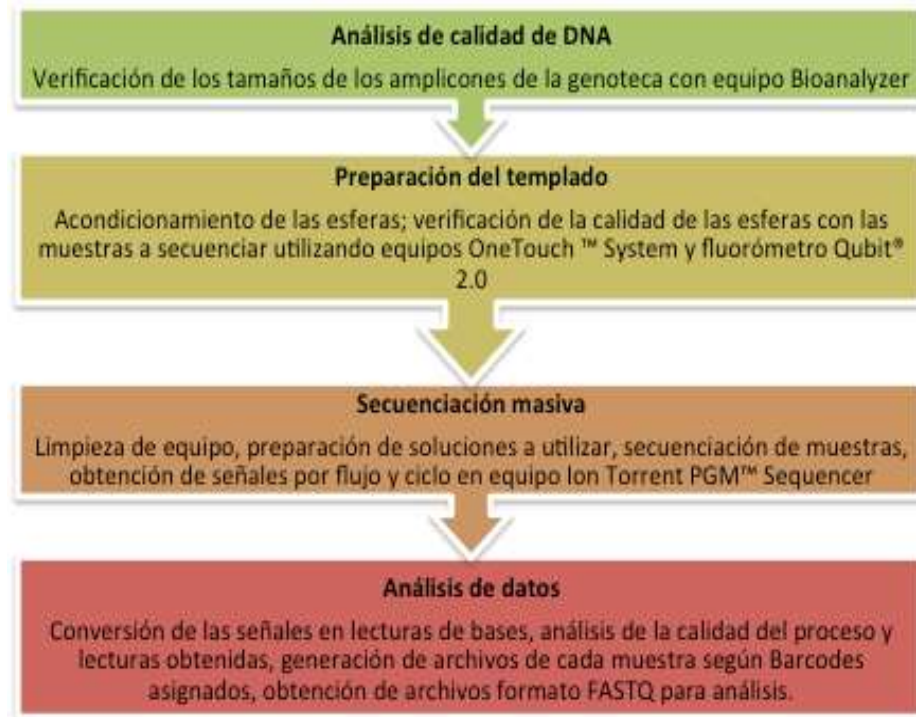 Análisis de calidad de DNA
Verificación de los tamaños de los amplicones de la genoteca con equipo Bioanalyzer
Preparación del templado
Acondicionamiento de las esferas; verificación de la calidad de las esferas con las
muestras a secuenciar utilizando equipos OneTouch ™ System y fluorómetro Qubit®
2.0
Secuenciación masiva
Limpieza de equipo, preparación de soluciones a utilizar, secuenciación de muestras,
obtención de señales por flujo y ciclo en equipo Ion Torrent PGM™ Sequencer
Análisis de datos
Conversión de las señales en lecturas de bases, análisis de la calidad del proceso y
lecturas obtenidas, generación de archivos de cada muestra según Barcodes
asignados, obtención de archivos formato FASTQ para análisis.